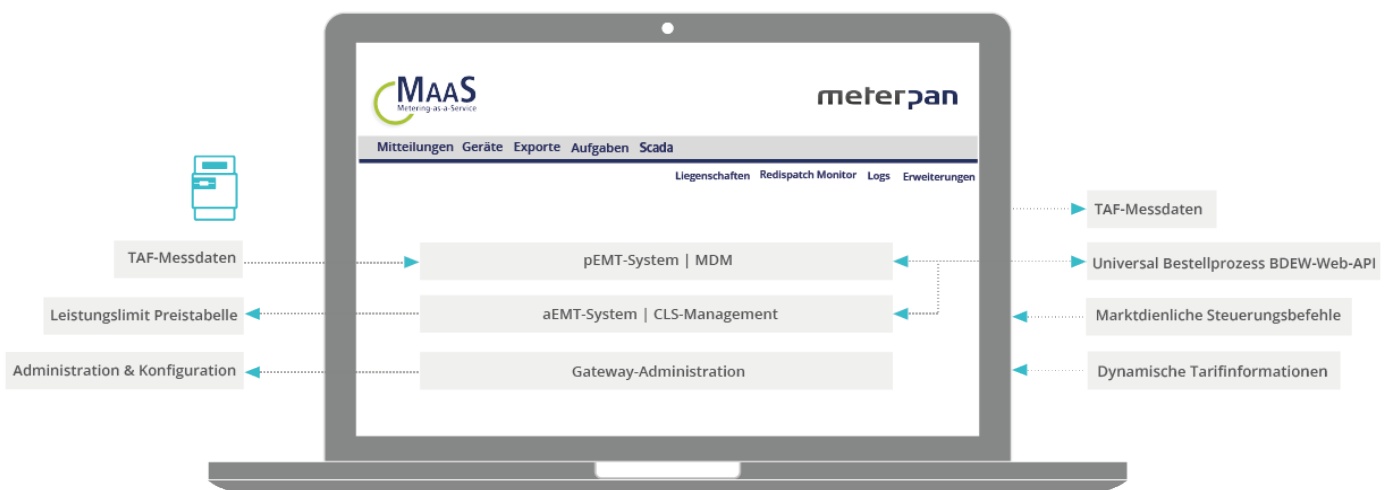 MAAS
Metering-as-a-Service
meterpan
Mitteilungen Geräte Exporte Aufgaben Scada
Liegenschaften Redispatch Monitor Logs Erweiterungen
TAF-Messdaten
TAF-Messdaten
pEMT-System | MDM
Universal Bestellprozess BDEW-Web-API
Leistungslimit Preistabelle
aEMT-System | CLS-Management
Marktdienliche Steuerungsbefehle
Administration & Konfiguration
Gateway-Administration
Dynamische Tarifinformationen